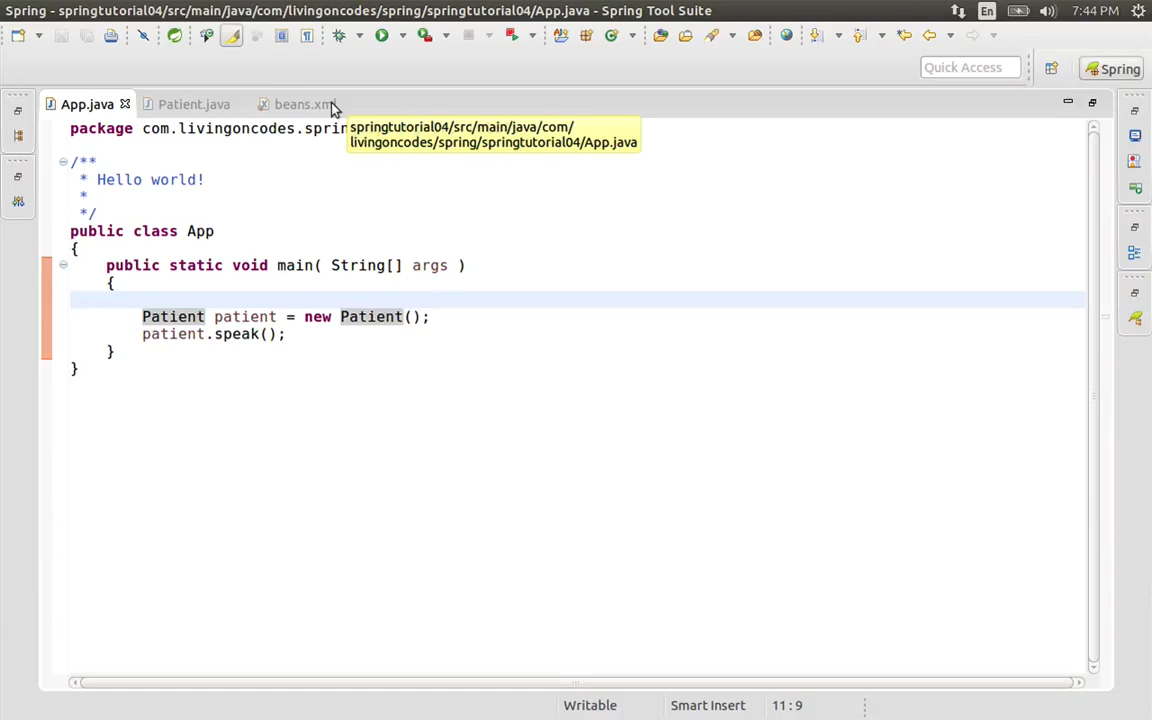 Spring - springtutorial04/src/main/java/com/livingoncodes/spring/springtutorial04/App.java - Spring Tool Suite
En
7:44 PM
Quick Access
Spring
App.java
Patient.java
beans.xm
package com.livingoncodes.sprin
springtutorial04/src/main/java/com/
livingoncodes/spring/springtutorial04/App.java
/**
* Hello world!
*
*/
public class App
{
public static void main( String[] args )
{
Patient patient = new Patient();
patient.speak();
}
}
Writable
Smart Insert
11 : 9